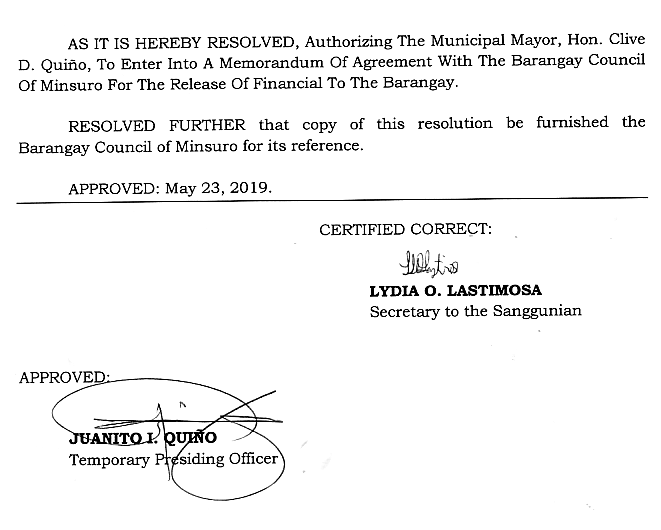 AS IT IS HEREBY RESOLVED, Authorizing The Municipal Mayor, Hon. Clive
D. Quiño, To Enter Into A Memorandum Of Agreement With The Barangay Council
Of Minsuro For The Release Of Financial To The Barangay.
RESOLVED FURTHER that copy of this resolution be furnished the
Barangay Council of Minsuro for its reference.
APPROVED: May 23, 2019.
CERTIFIED CORRECT:
LYDIA O. LASTIMOSA
Secretary to the Sanggunian
APPROVED:
JUANITO I. QUIÑO
Temporary Presiding Officer